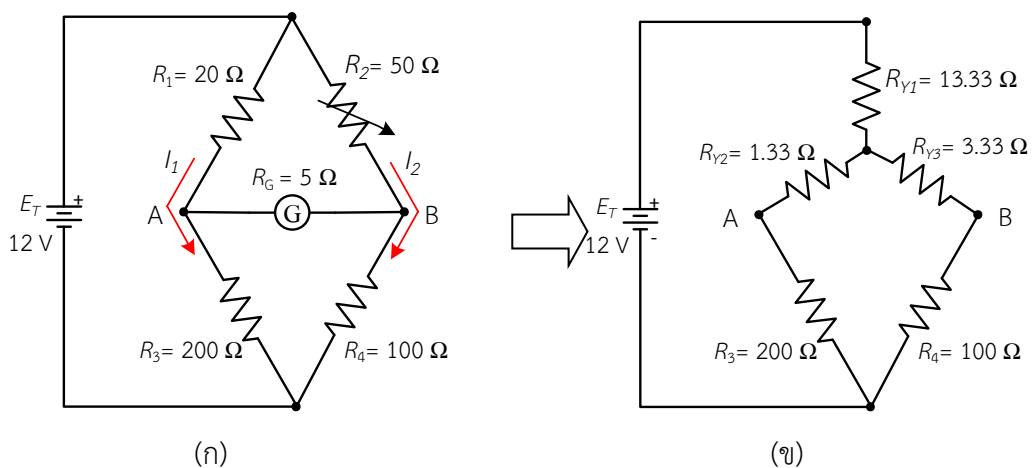 R1= 20 Ω
R2= 50 Ω
I1
I2
RG = 5 Ω
A
G
B
ET
+
12 V
R3= 200 Ω
R4= 100 Ω
(ก)
RY1= 13.33 Ω
RY2= 1.33 Ω
RY3= 3.33 Ω
A
B
ET
+
12 V
-
R3= 200 Ω
R4= 100 Ω
(ข)